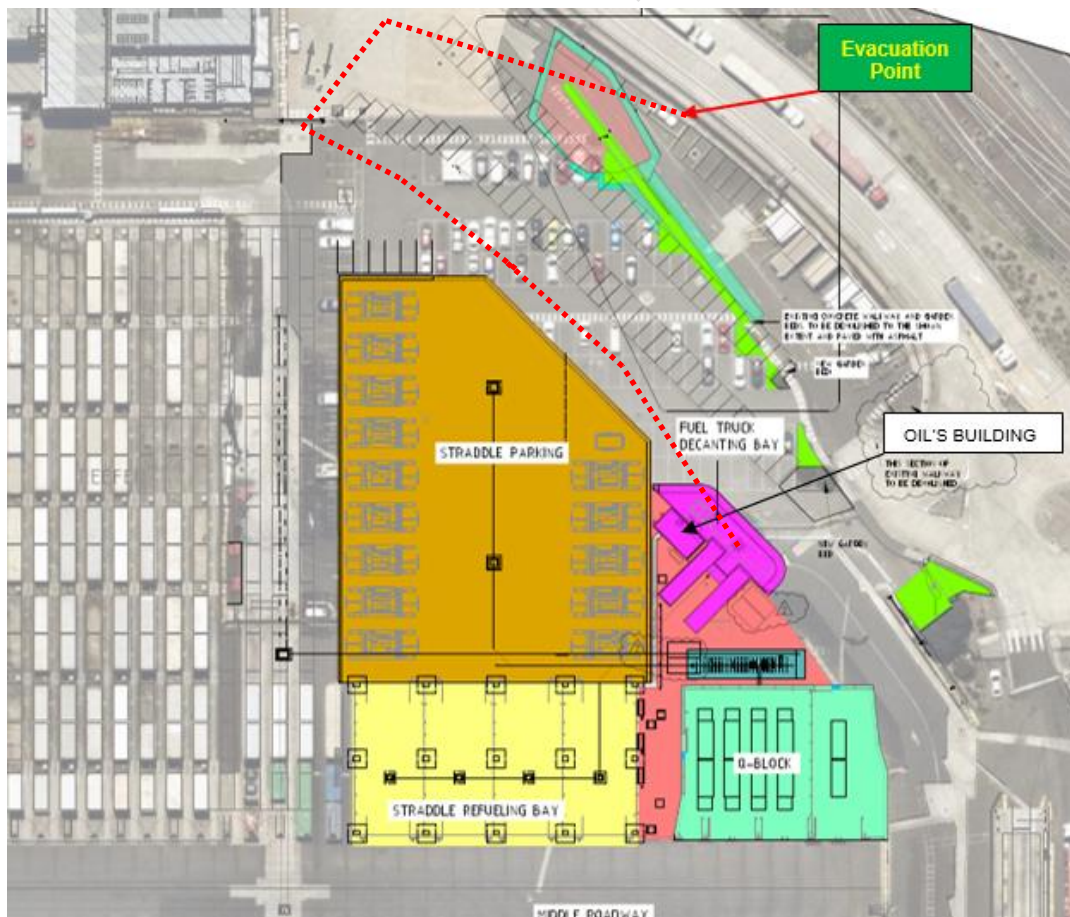 Evacuation
Point
EXISTING CONCRETE WALKWAY AND GARDEN
BEDS TO BE DEMOLISHED TO THE SHOWN
EXTENT AND PAVED WITH ASPHALT
NEW GARDEN
BED
FUEL TRUCK
DECANTING BAY
OIL'S BUILDING
THIS SECTION OF
EXISTING WALKWAY
TO BE DEMOLISHED
STRADDLE PARKING
NEW GARDEN
BED
Q-BLOCK
STRADDLE REFUELING BAY
MIDDLE ROADWAY